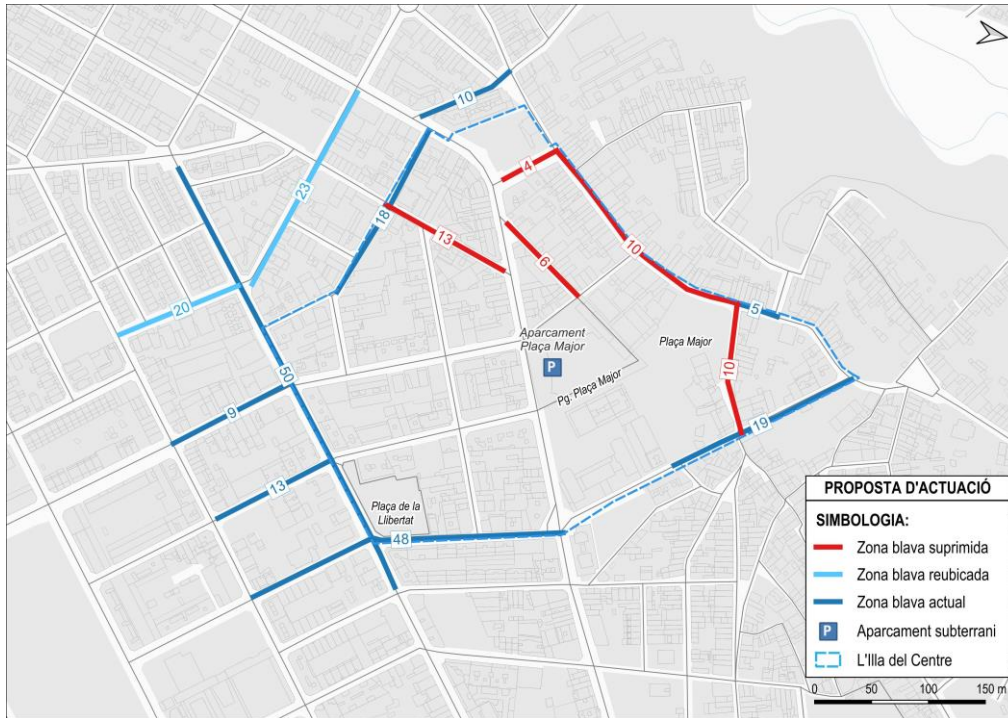 10
4
23
18
13
10
6
20
5
Aparcament
Plaça Major
P
Plaça Major
50
10
Pg. Plaça Major
9
19
13
Plaça de la
Llibertat
48
PROPOSTA D'ACTUACIÓ
SIMBOLOGIA:
Zona blava suprimida
Zona blava reubicada
Zona blava actual
P Aparcament subterrani
L'Illa del Centre
0 50 100 150 m